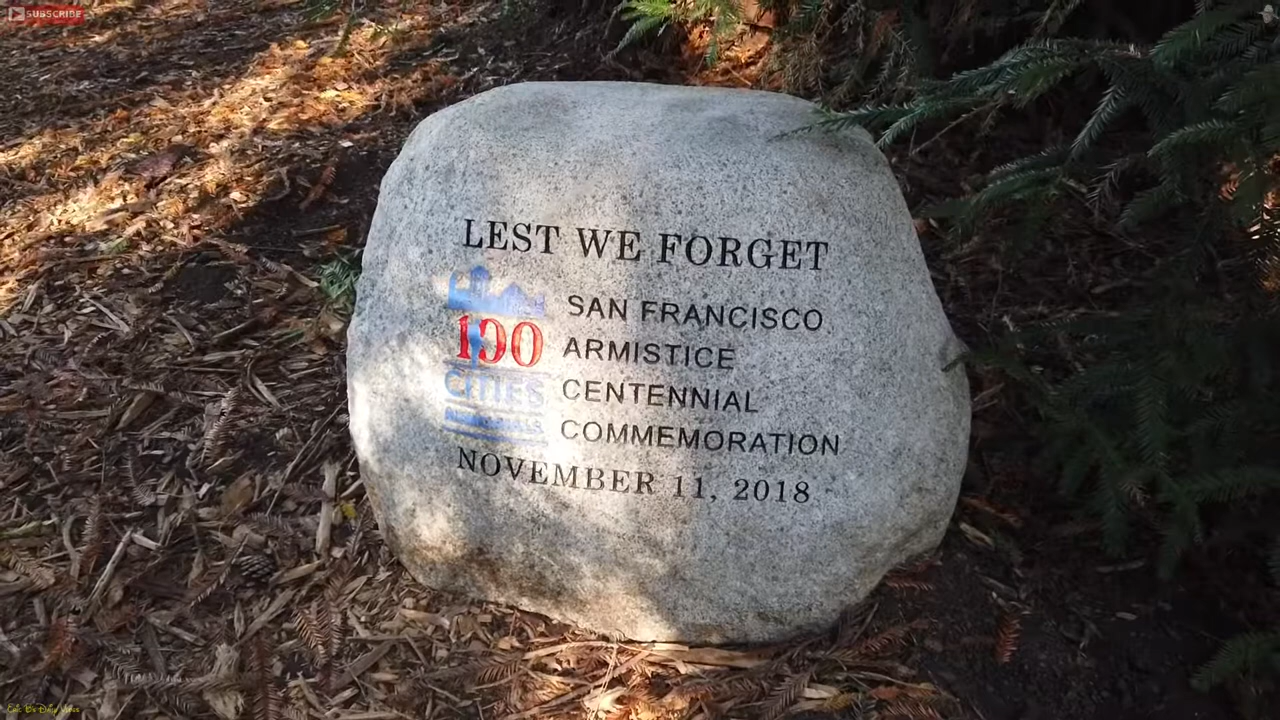 SUBSCRIBE
LEST WE FORGET
100
CITIES
SAN FRANCISCO
ARMISTICE
CENTENNIAL
COMMEMORATION
NOVEMBER 11, 2018